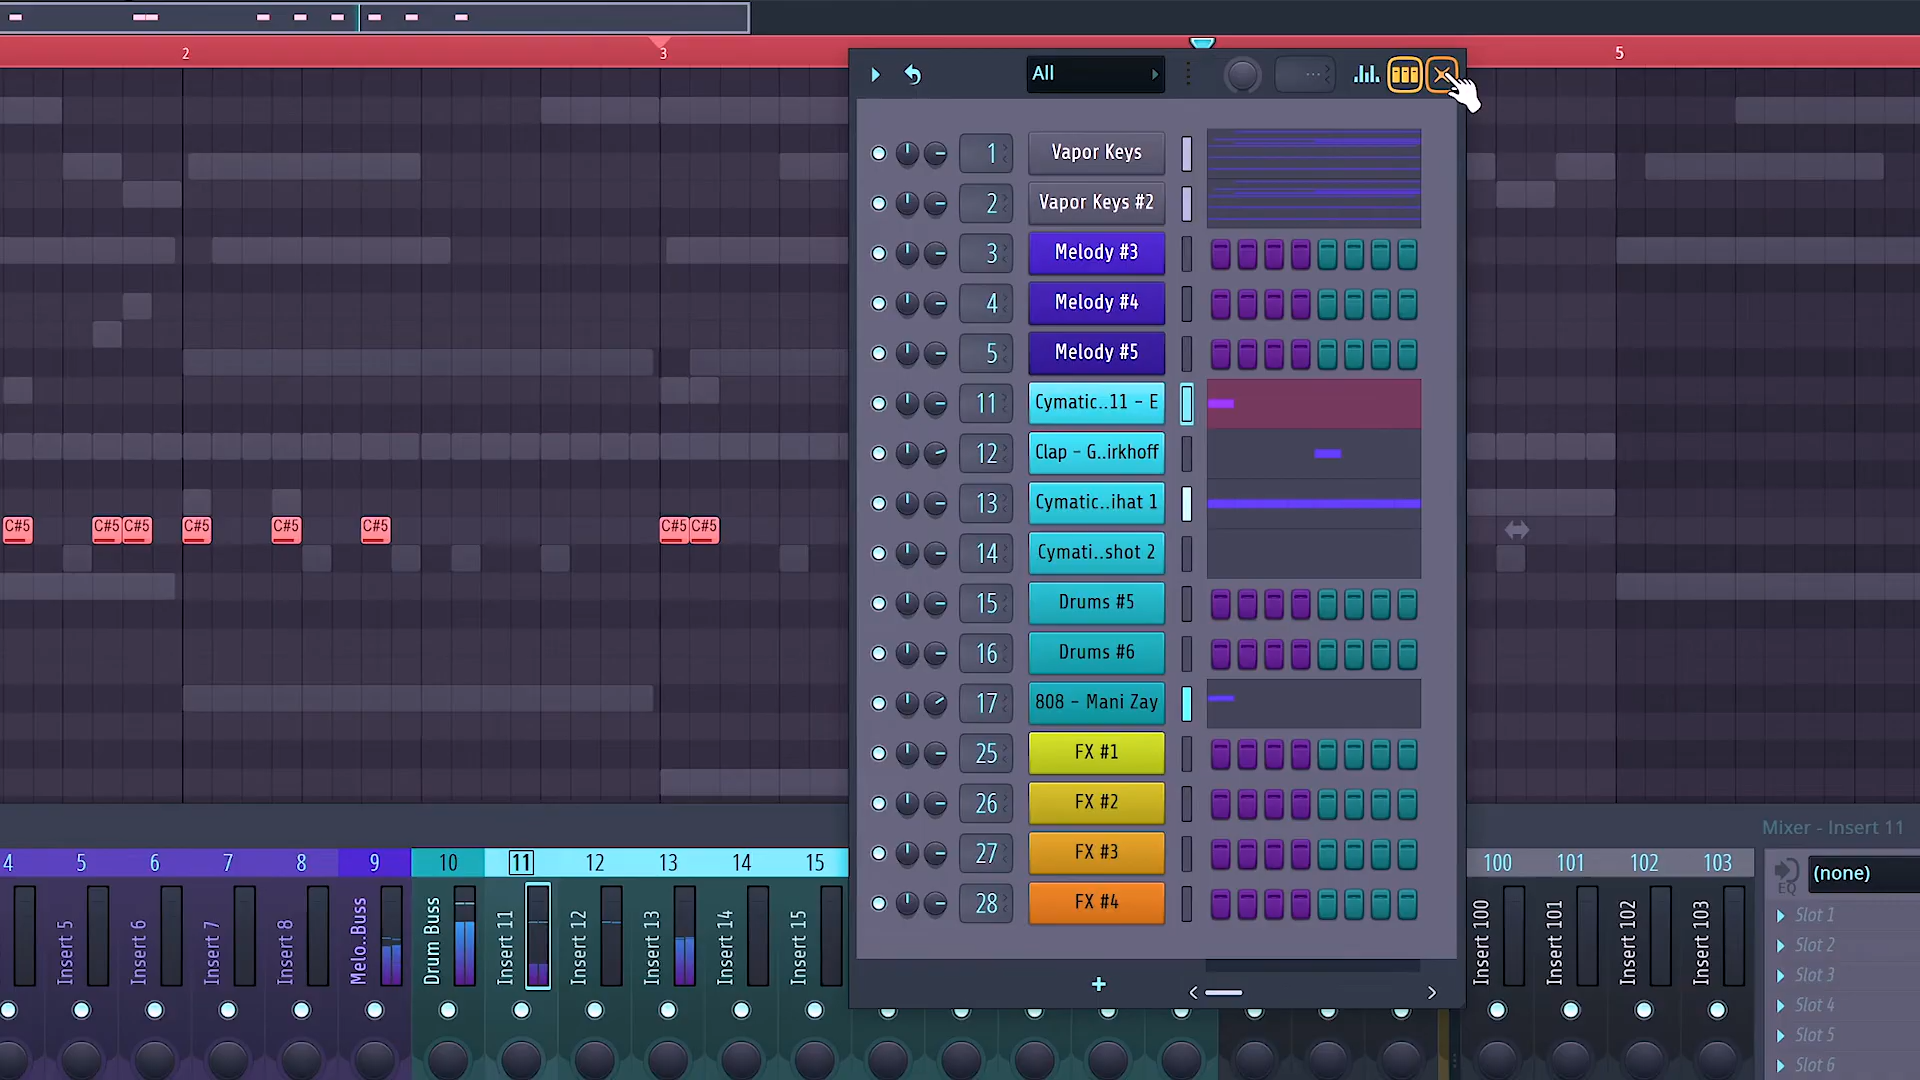 2
3
5
All
1
Vapor Keys
2
Vapor Keys #2
3
Melody #3
4
Melody #4
5
Melody #5
11
Cymatic..11 - E
12
Clap - G..irkhoff
13
Cymatic..ihat 1
14
Cymati..shot 2
15
Drums #5
16
Drums #6
17
808 - Mani Zay
25
FX #1
26
FX #2
27
FX #3
28
FX #4
C#5 C#5 C#5 C#5 C#5 C#5 C#5 C#5
Mixer - Insert 11
4 5 6 7 8 9 10 11 12 13 14 15 100 101 102 103
Insert 5
Insert 6
Insert 7
Insert 8
Melo..Buss
Drum Buss
Insert 11
Insert 12
Insert 13
Insert 14
Insert 15
Insert 100
Insert 101
Insert 102
Insert 103
EQ
(none)
Slot 1
Slot 2
Slot 3
Slot 4
Slot 5
Slot 6